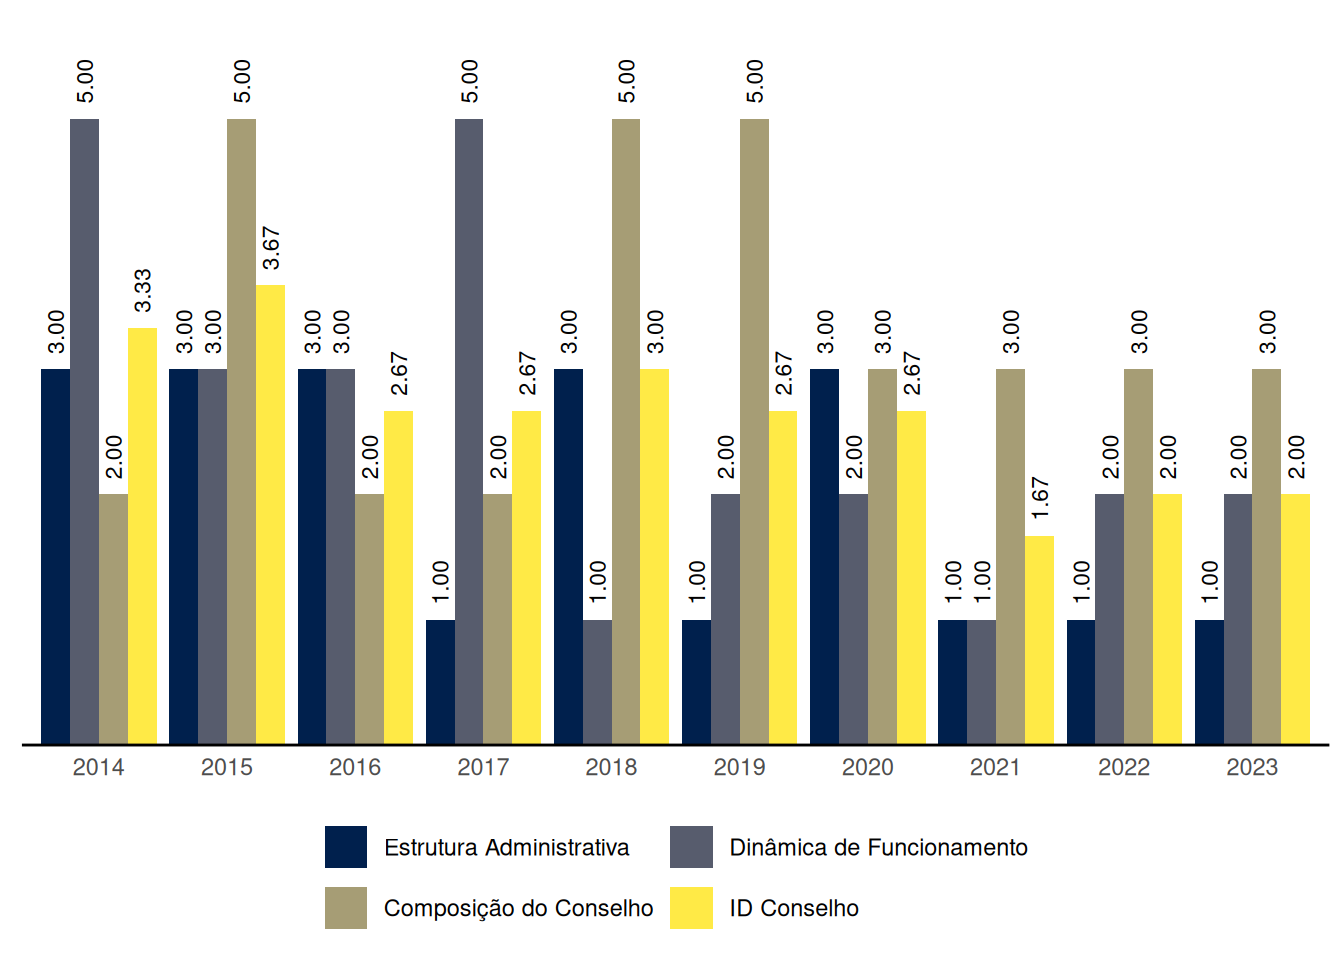 3.00 5.00 2.00 3.33
3.00 3.00 5.00 3.67
3.00 3.00 2.00 2.67
1.00 5.00 2.00 2.67
3.00 1.00 5.00 3.00
1.00 2.00 5.00 2.67
3.00 2.00 3.00 2.67
1.00 1.00 3.00 1.67
1.00 2.00 3.00 2.00
1.00 2.00 3.00 2.00
2014 2015 2016 2017 2018 2019 2020 2021 2022 2023
Estrutura Administrativa Dinâmica de Funcionamento
Composição do Conselho ID Conselho